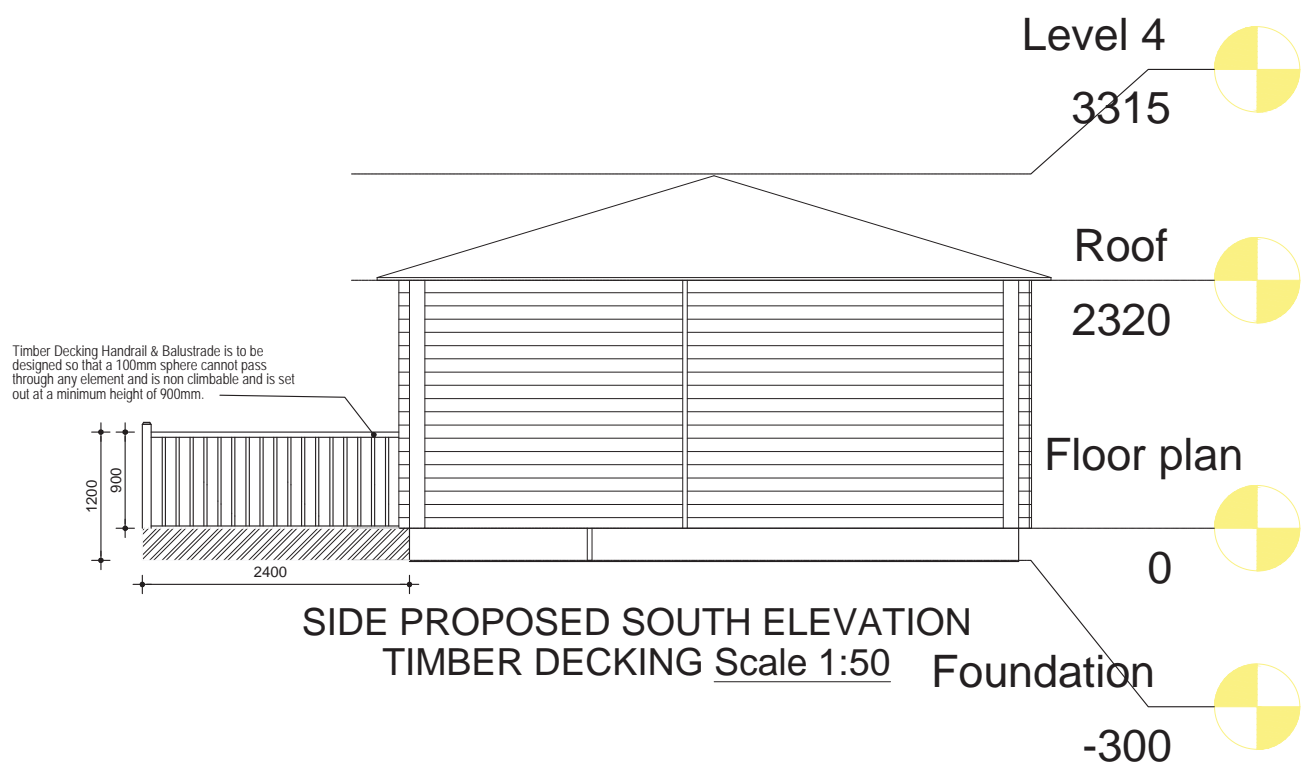 Level 4
3315
Roof
2320
Timber Decking Handrail & Balustrade is to be
designed so that a 100mm sphere cannot pass
through any element and is non climbable and is set
out at a minimum height of 900mm.
Floor plan
1200
900
0
2400
SIDE PROPOSED SOUTH ELEVATION
TIMBER DECKING Scale 1:50
Foundation
-300